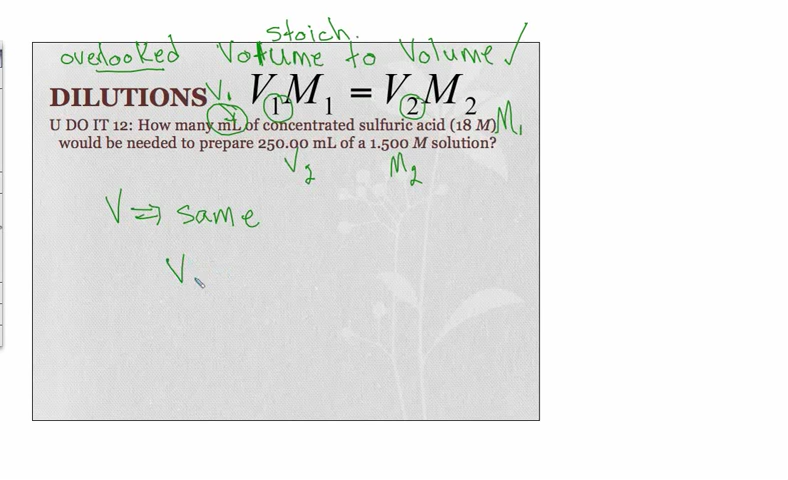 stoich.
overlooked Volume to Volume ✓
DILUTIONS V₁ V₁M₁ = V₂M₂
U DO IT 12: How many mL of concentrated sulfuric acid (18 M) M₁
would be needed to prepare 250.00 mL of a 1.500 M solution?
V₂ M₂
V ⇒ same
V